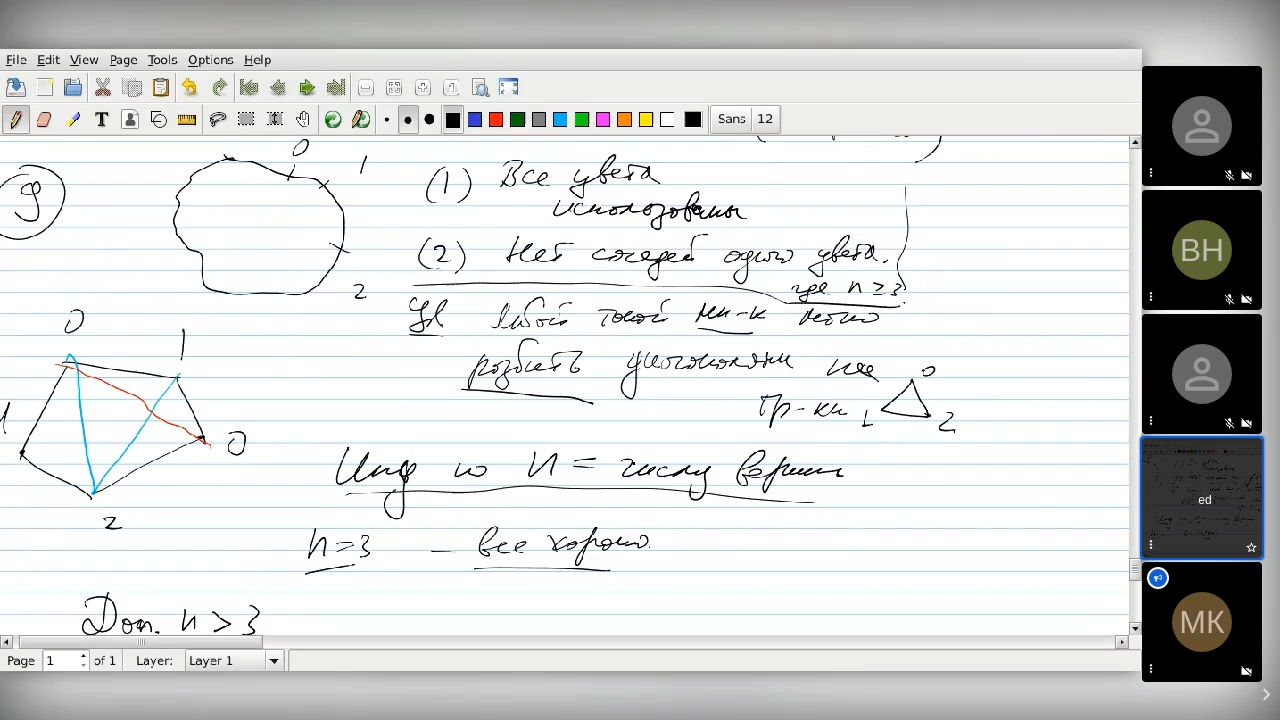 File Edit View Page Tools Options Help
Sans 12
9
0
1
2
(1) Все цвета
использованы
(2) Нет соседей одного цвета.
где n ≥ 3
Утв любой такой мн-к можно
разбить диагоналями на
тр-ки
0
1
2
0
1
1
0
2
Инд по n = числу вершин
n = 3 – все хорошо.
Доп. n > 3
Page 1 of 1 Layer: Layer 1
BH
ed
MK